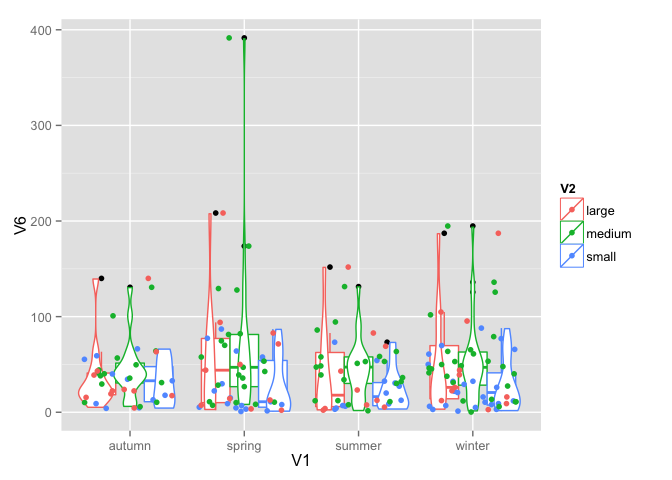 400
300
200
100
0
V6
autumn spring summer winter
V1
V2
large
medium
small